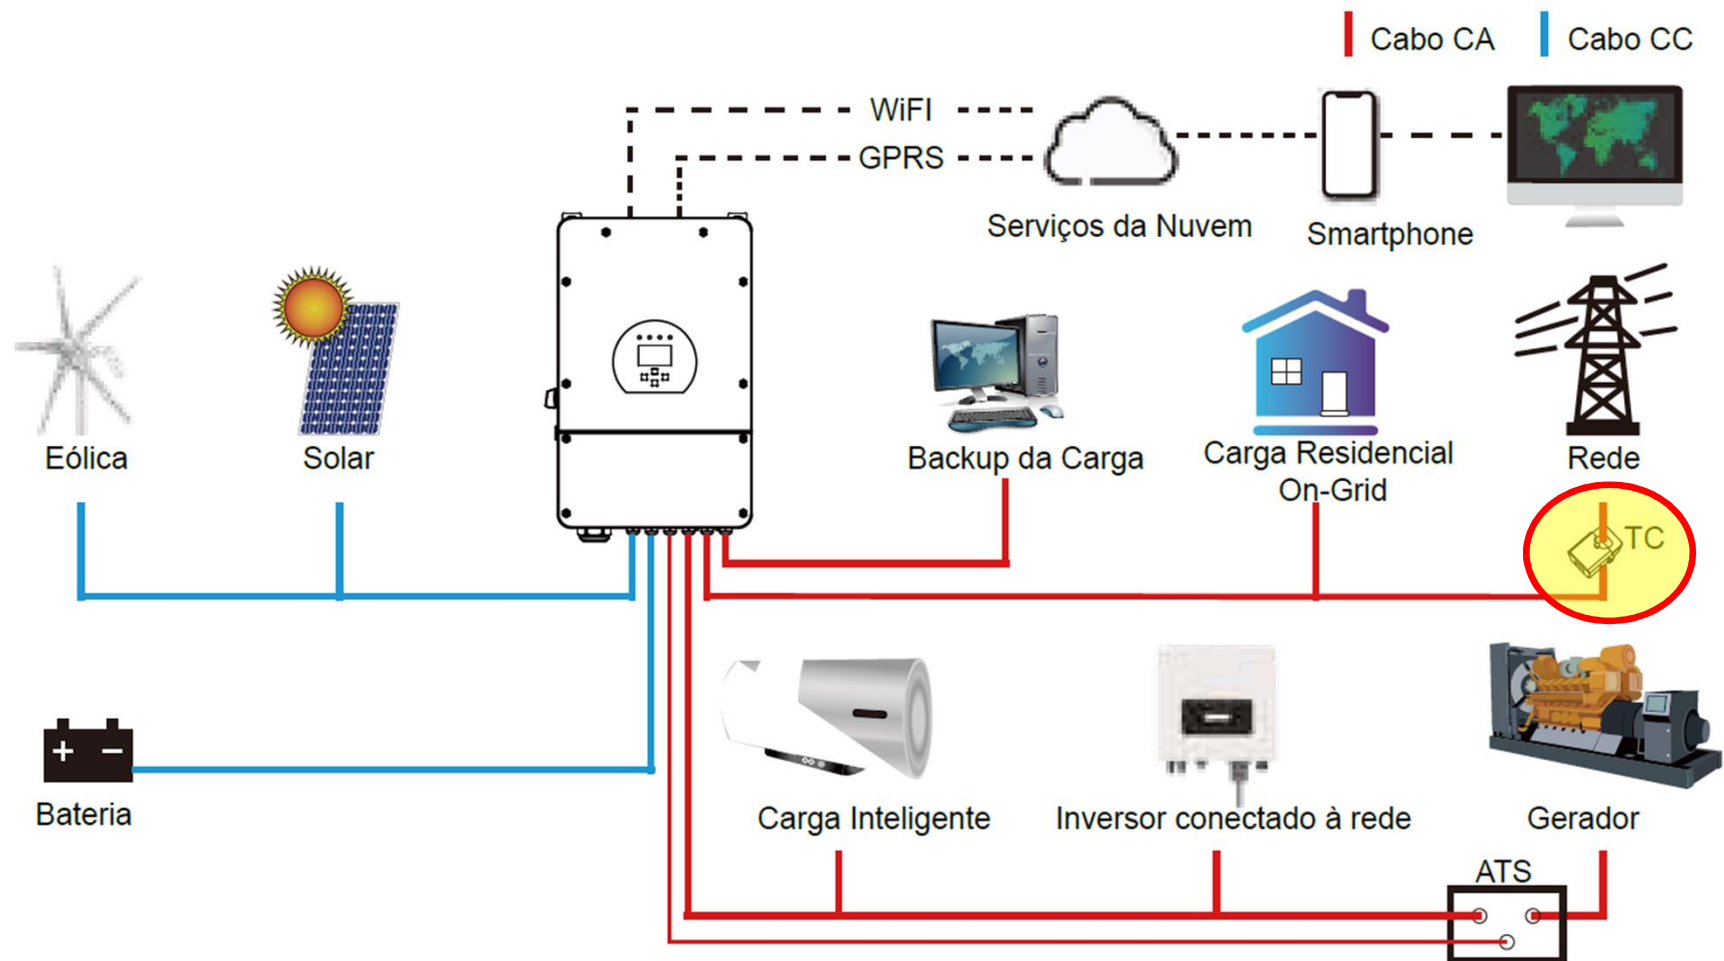 Cabo CA
Cabo CC
WiFI
GPRS
Serviços da Nuvem
Smartphone
Eólica
Solar
Backup da Carga
Carga Residencial
On-Grid
Rede
TC
Bateria
Carga Inteligente
Inversor conectado à rede
Gerador
ATS